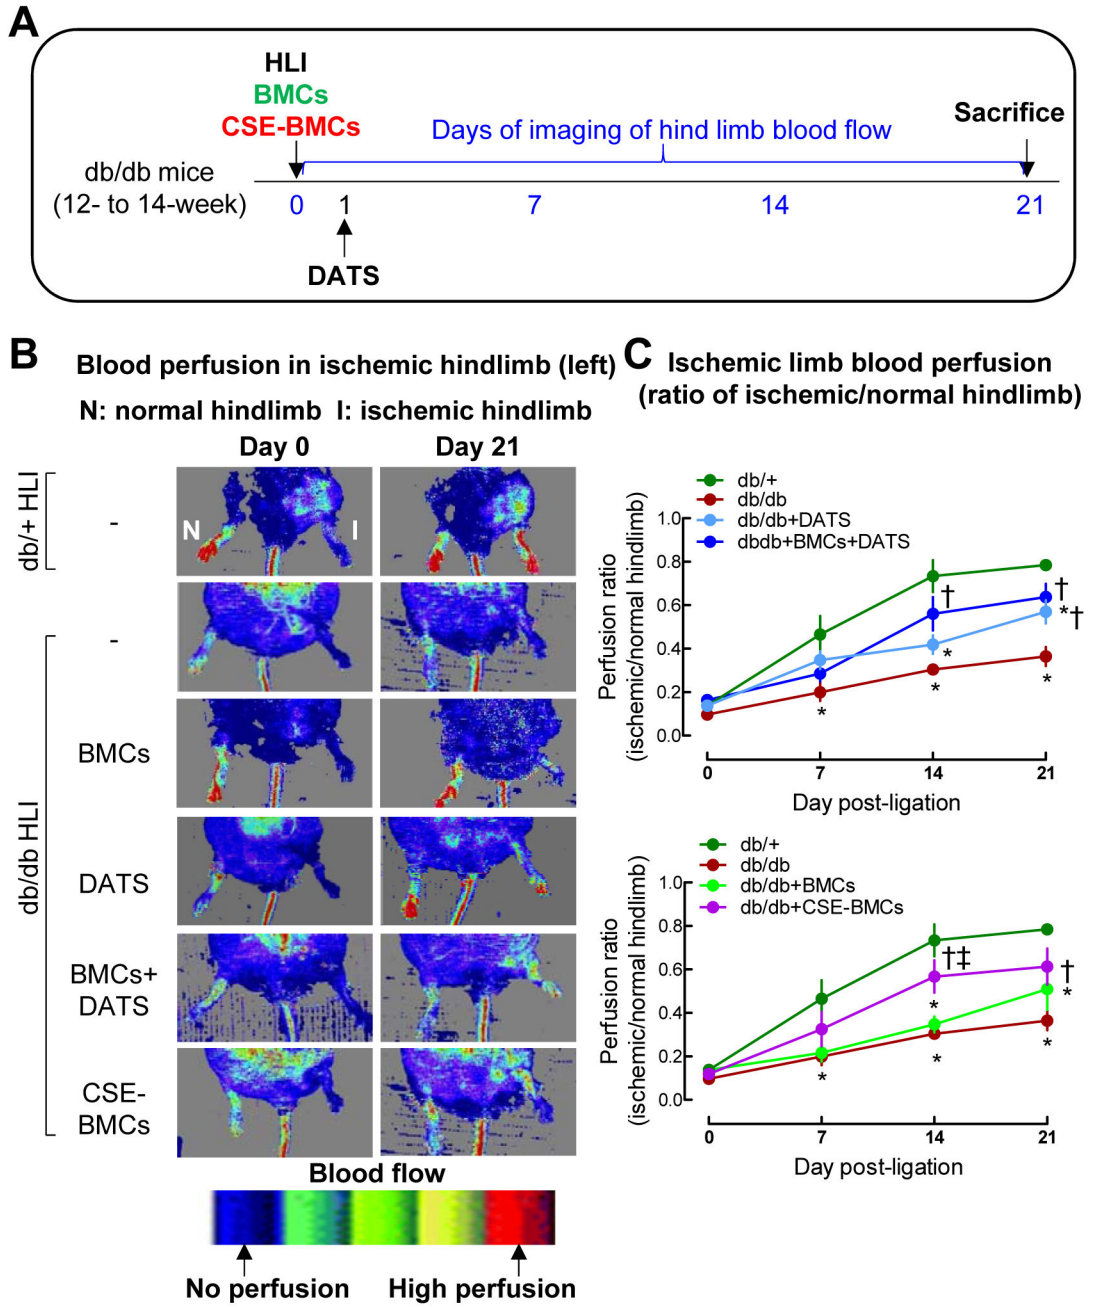 A
HLI
BMCs
CSE-BMCs
Days of imaging of hind limb blood flow
Sacrifice
db/db mice
(12- to 14-week)
0 1 7 14 21
DATS
B
Blood perfusion in ischemic hindlimb (left)
N: normal hindlimb I: ischemic hindlimb
Day 0 Day 21
db/+ HLI
-
N I
db/db HLI
-
BMCs
DATS
BMCs+
DATS
CSE-
BMCs
Blood flow
No perfusion High perfusion
C
Ischemic limb blood perfusion
(ratio of ischemic/normal hindlimb)
db/+
db/db
db/db+DATS
dbdb+BMCs+DATS
Perfusion ratio
(ischemic/normal hindlimb)
1.0
0.8
0.6
0.4
0.2
0.0
†
†
*†
*
*
*
*
0 7 14 21
Day post-ligation
db/+
db/db
db/db+BMCs
db/db+CSE-BMCs
Perfusion ratio
(ischemic/normal hindlimb)
1.0
0.8
0.6
0.4
0.2
0.0
†‡
†
*
*
*
*
*
0 7 14 21
Day post-ligation